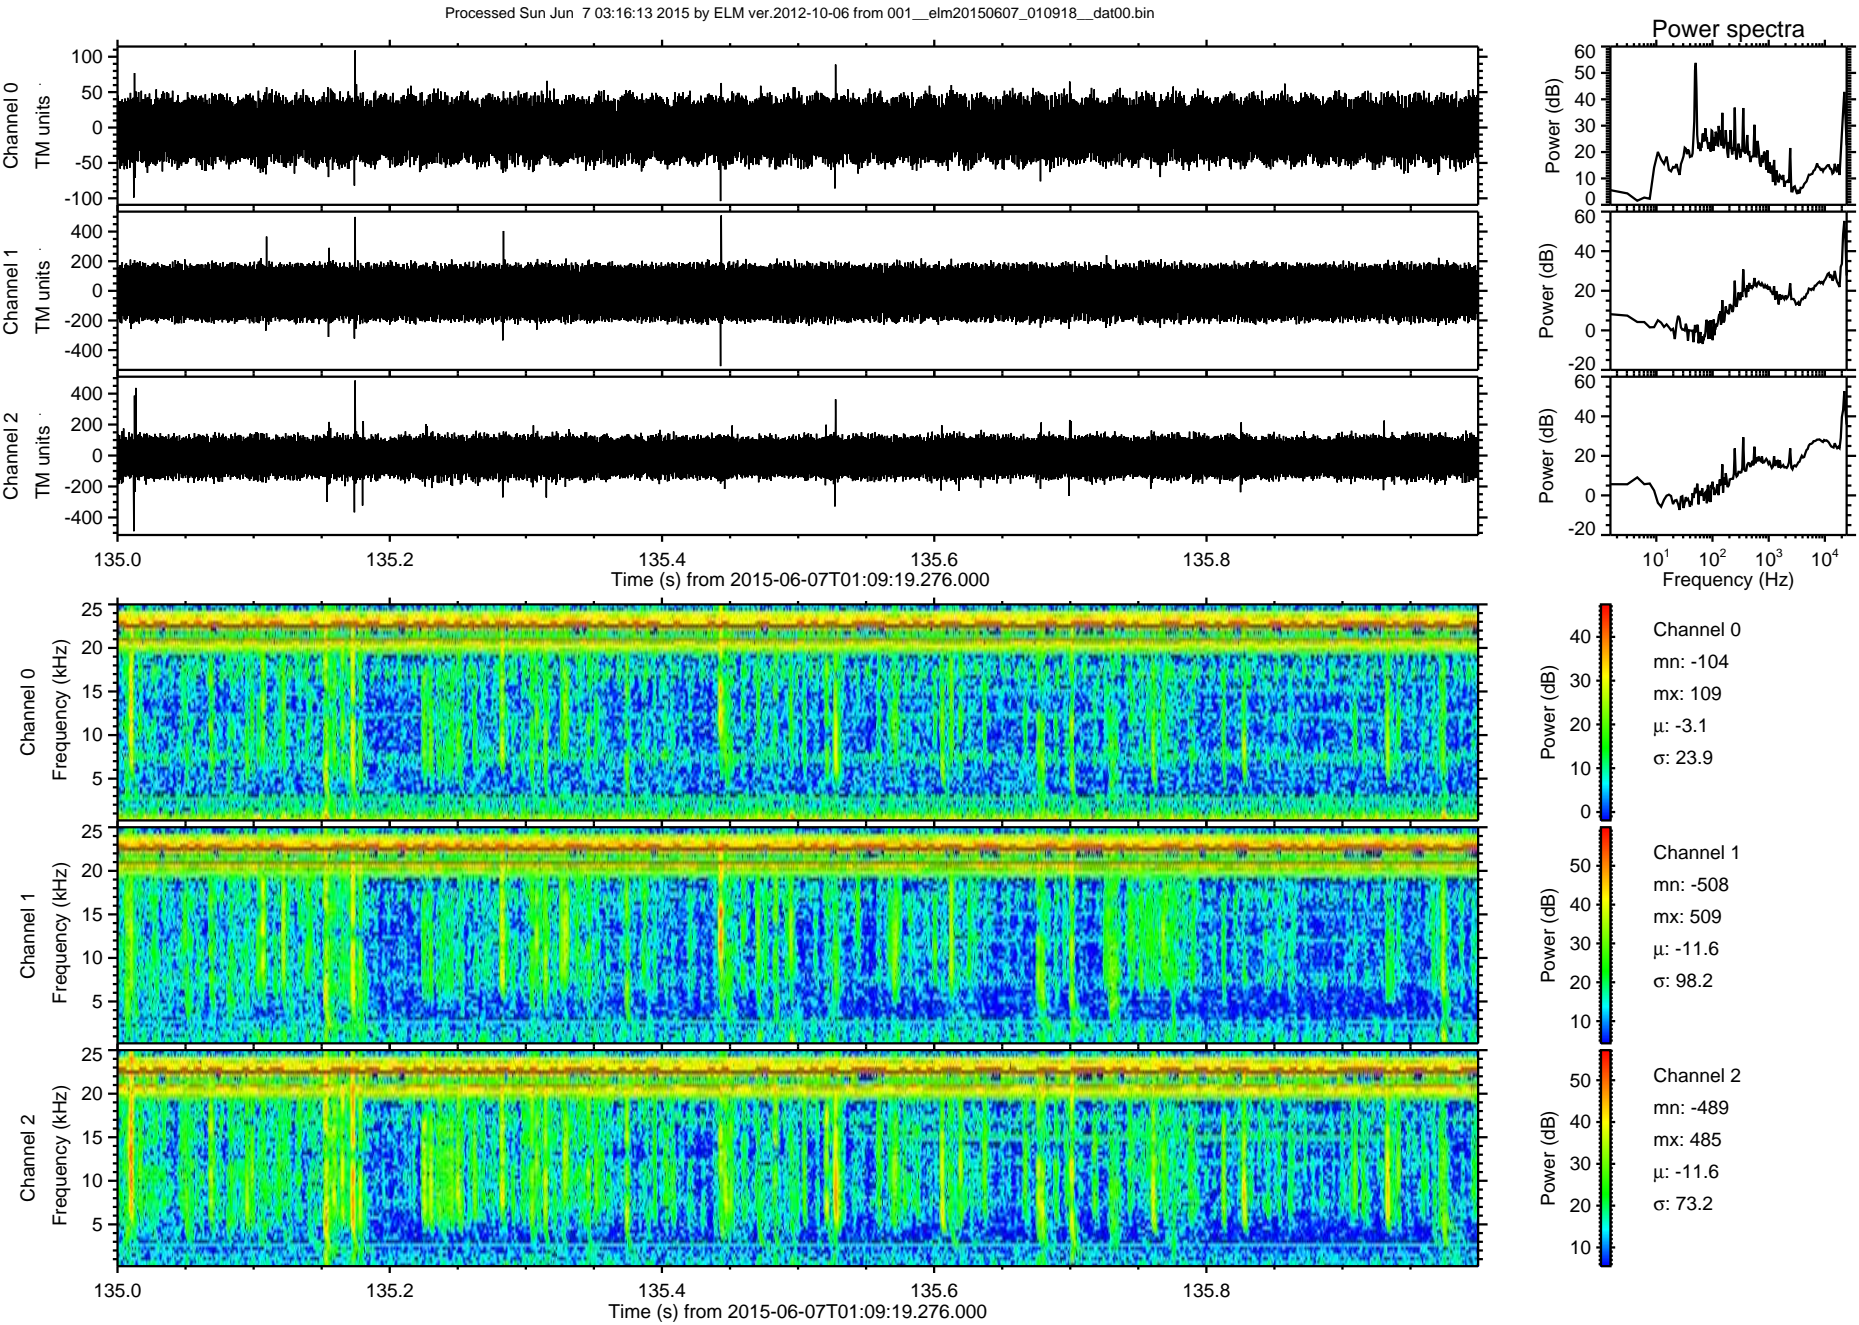 Processed Sun Jun  7 03:16:13 2015 by ELM ver.2012-10-06 from 001__elm20150607_010918__dat00.bin
Power spectra
Channel 0
TM units
100
50
0
-50
-100
Power (dB)
60
50
40
30
20
10
0
Channel 1
TM units
400
200
0
-200
-400
Power (dB)
60
40
20
0
-20
Channel 2
TM units
400
200
0
-200
-400
Power (dB)
60
40
20
0
-20
135.0 135.2 135.4 135.6 135.8
Time (s) from 2015-06-07T01:09:19.276.000
10¹ 10² 10³ 10⁴
Frequency (Hz)
Channel 0
Frequency (kHz)
25
20
15
10
5
Power (dB)
40
30
20
10
0
Channel 0
mn: -104
mx: 109
μ: -3.1
σ: 23.9
Channel 1
Frequency (kHz)
25
20
15
10
5
Power (dB)
50
40
30
20
10
Channel 1
mn: -508
mx: 509
μ: -11.6
σ: 98.2
Channel 2
Frequency (kHz)
25
20
15
10
5
Power (dB)
50
40
30
20
10
Channel 2
mn: -489
mx: 485
μ: -11.6
σ: 73.2
135.0 135.2 135.4 135.6 135.8
Time (s) from 2015-06-07T01:09:19.276.000